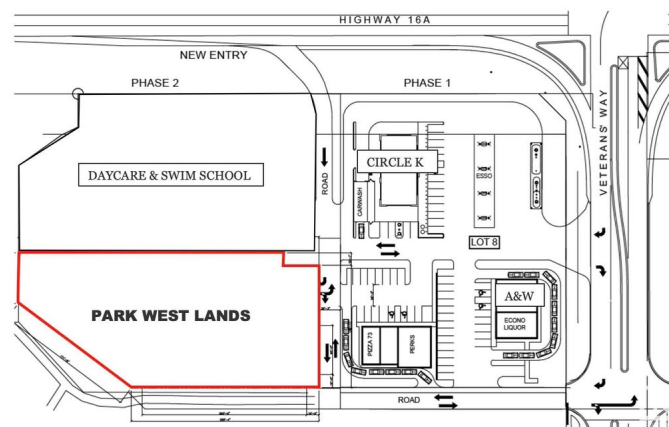 HIGHWAY 16A
NEW ENTRY
PHASE 2
PHASE 1
VETERANS' WAY
DAYCARE & SWIM SCHOOL
ROAD
CIRCLE K
CARWASH
ESSO
LOT 8
PARK WEST LANDS
A&W
ECONO
LIQUOR
PIZZA 73
PERKS
ROAD